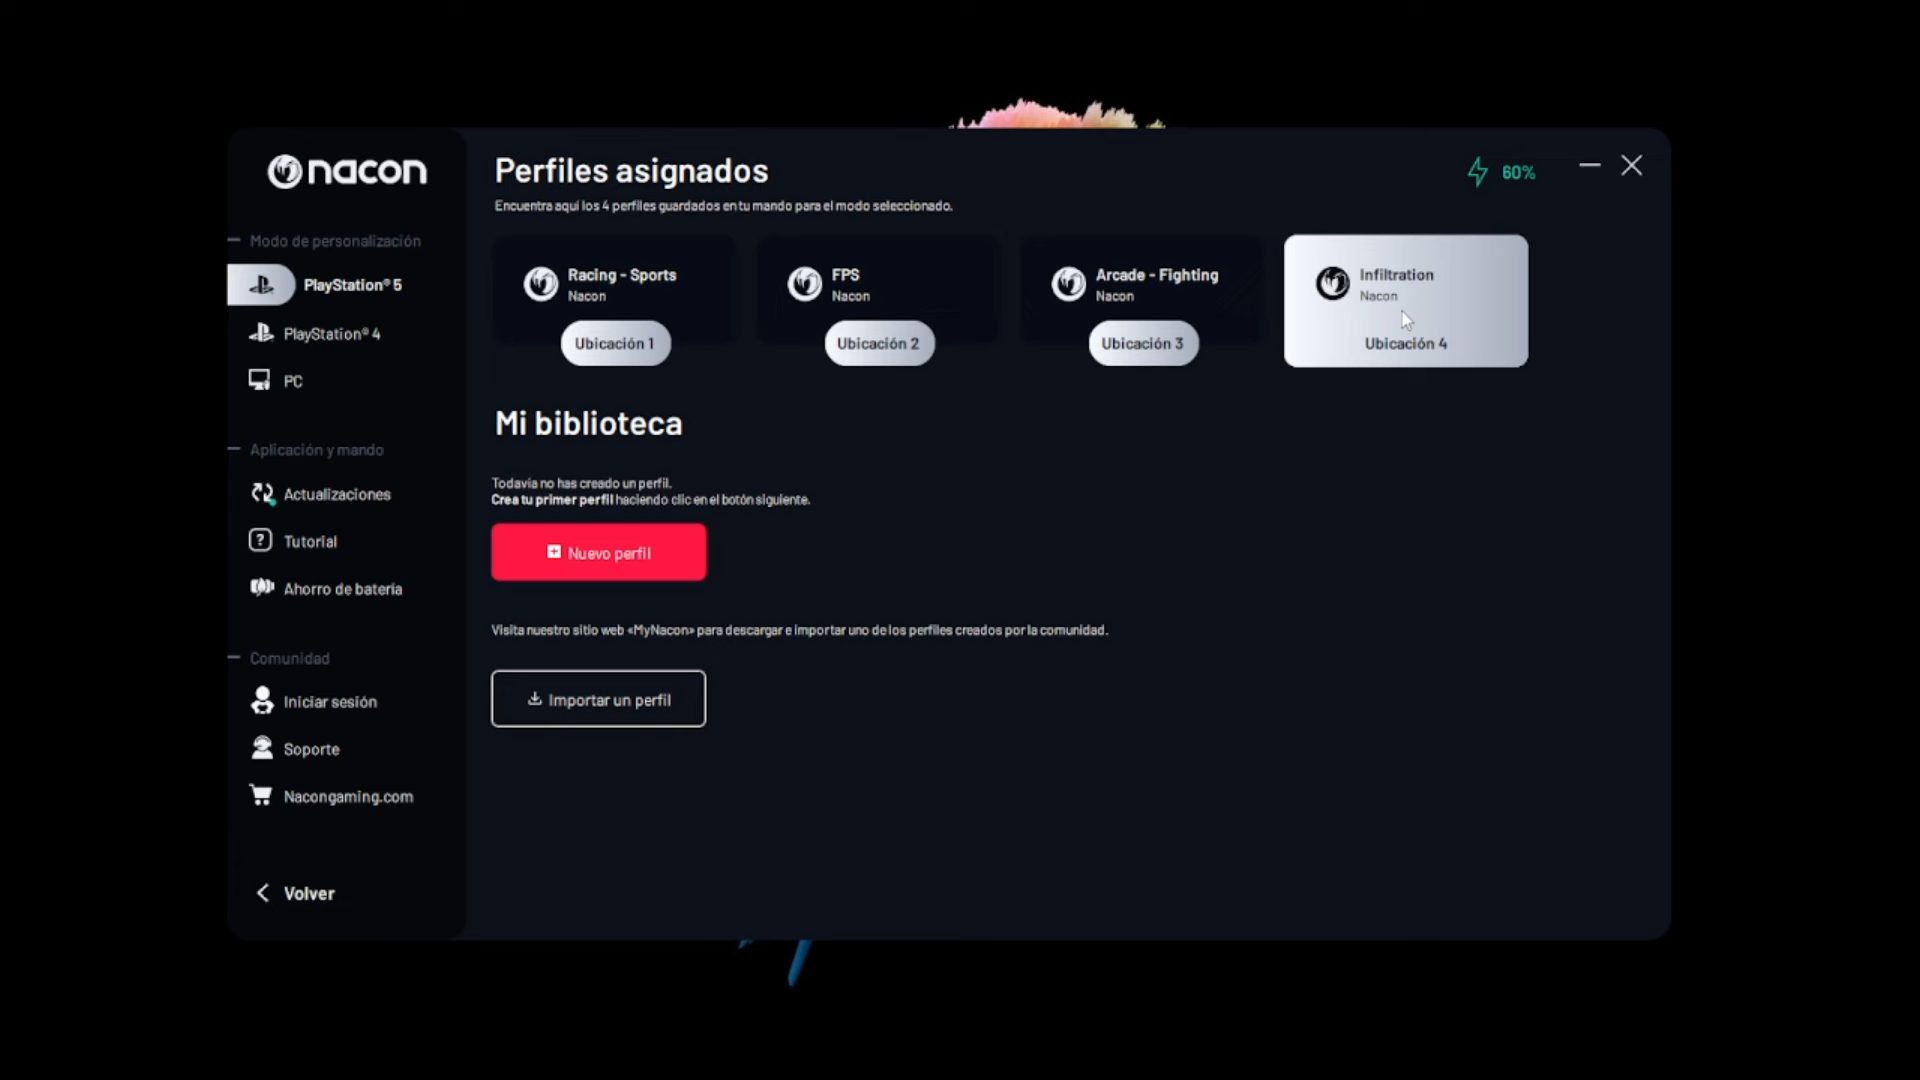 nacon
Modo de personalización
PlayStation®5
PlayStation®4
PC
Aplicación y mando
Actualizaciones
Tutorial
Ahorro de batería
Comunidad
Iniciar sesión
Soporte
Nacongaming.com
Volver
Perfiles asignados
60%
Encuentra aquí los 4 perfiles guardados en tu mando para el modo seleccionado.
Racing - Sports
Nacon
Ubicación 1
FPS
Nacon
Ubicación 2
Arcade - Fighting
Nacon
Ubicación 3
Infiltration
Nacon
Ubicación 4
Mi biblioteca
Todavía no has creado un perfil.
Crea tu primer perfil haciendo clic en el botón siguiente.
Nuevo perfil
Visita nuestro sitio web «MyNacon» para descargar e importar uno de los perfiles creados por la comunidad.
Importar un perfil